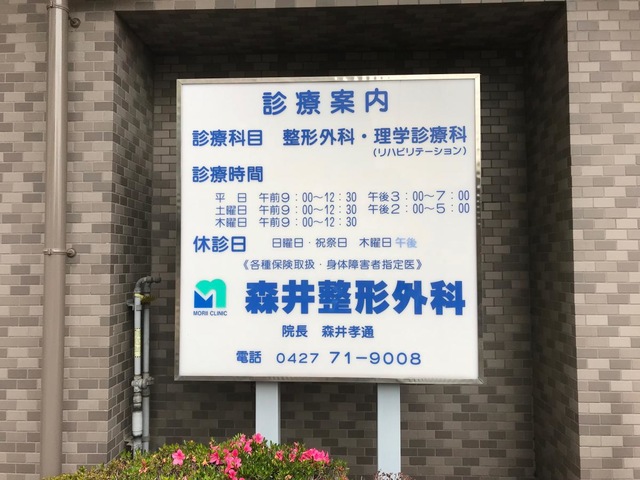 診療案内
診療科目 整形外科・理学診療科
(リハビリテーション)
診療時間
平 日 午前9:00~12:30 午後3:00~7:00
土曜日 午前9:00~12:30 午後2:00~5:00
木曜日 午前9:00~12:30
休診日 日曜日・祝祭日 木曜日午後
《各種保険取扱・身体障害者指定医》
MORII CLINIC 森井整形外科
院長 森井孝通
電話 0427 71-9008